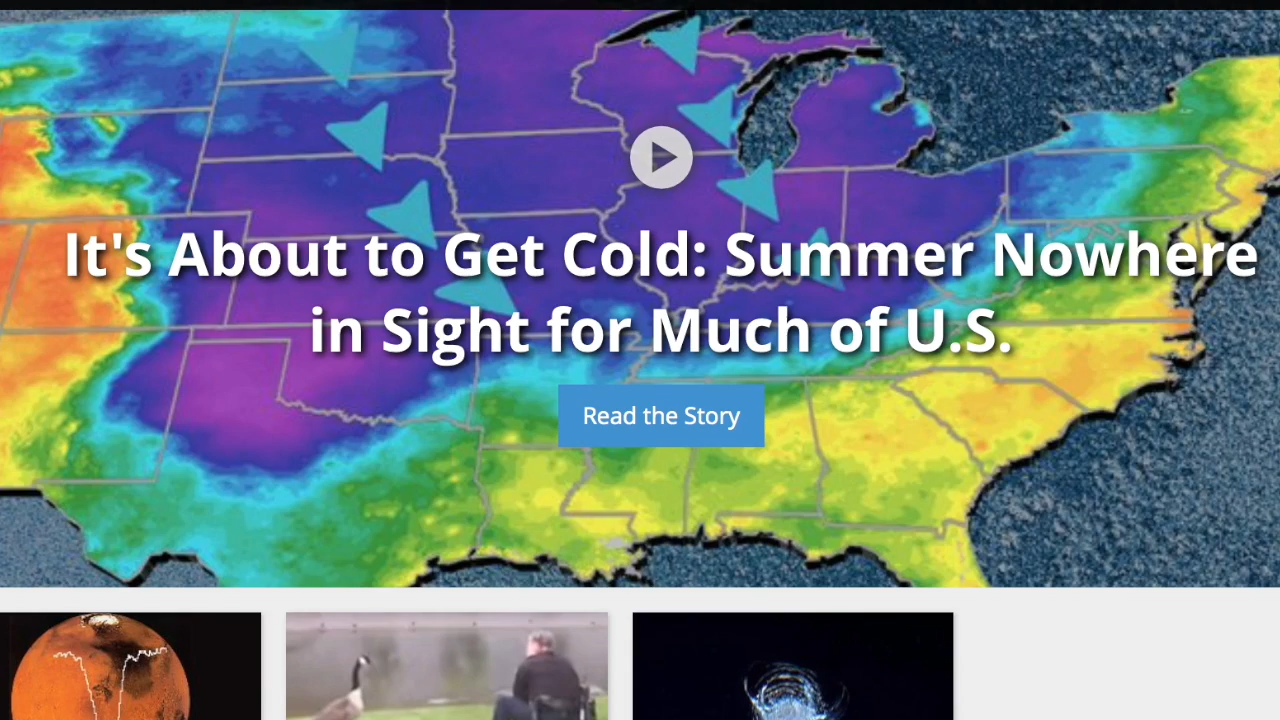 It's About to Get Cold: Summer Nowhere
in Sight for Much of U.S.
Read the Story